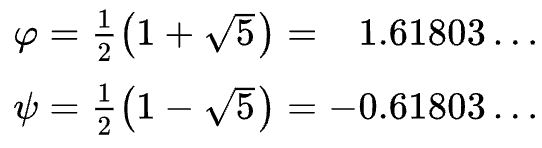 φ = 1/2 (1 + √5) = 1.61803 . . .
ψ = 1/2 (1 − √5) = −0.61803 . . .